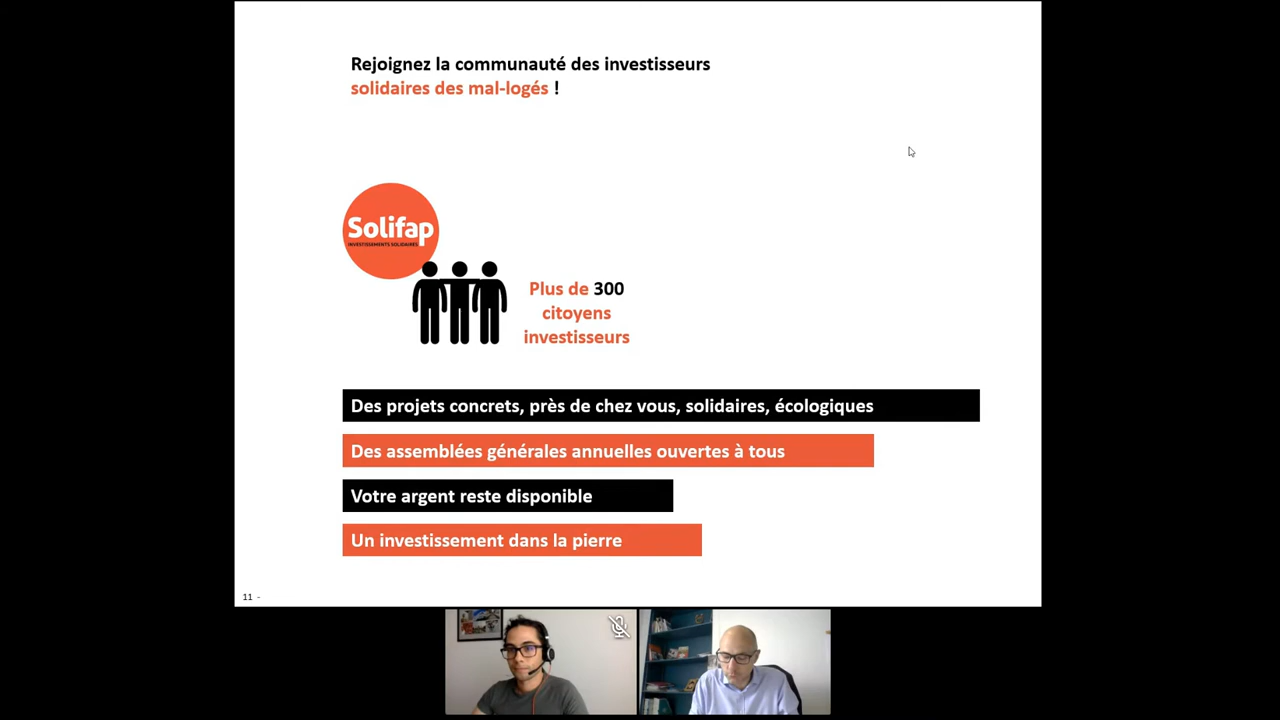 Rejoignez la communauté des investisseurs
solidaires des mal-logés !
Solifap
INVESTISSEMENTS SOLIDAIRES
Plus de 300
citoyens
investisseurs
Des projets concrets, près de chez vous, solidaires, écologiques
Des assemblées générales annuelles ouvertes à tous
Votre argent reste disponible
Un investissement dans la pierre
11 -